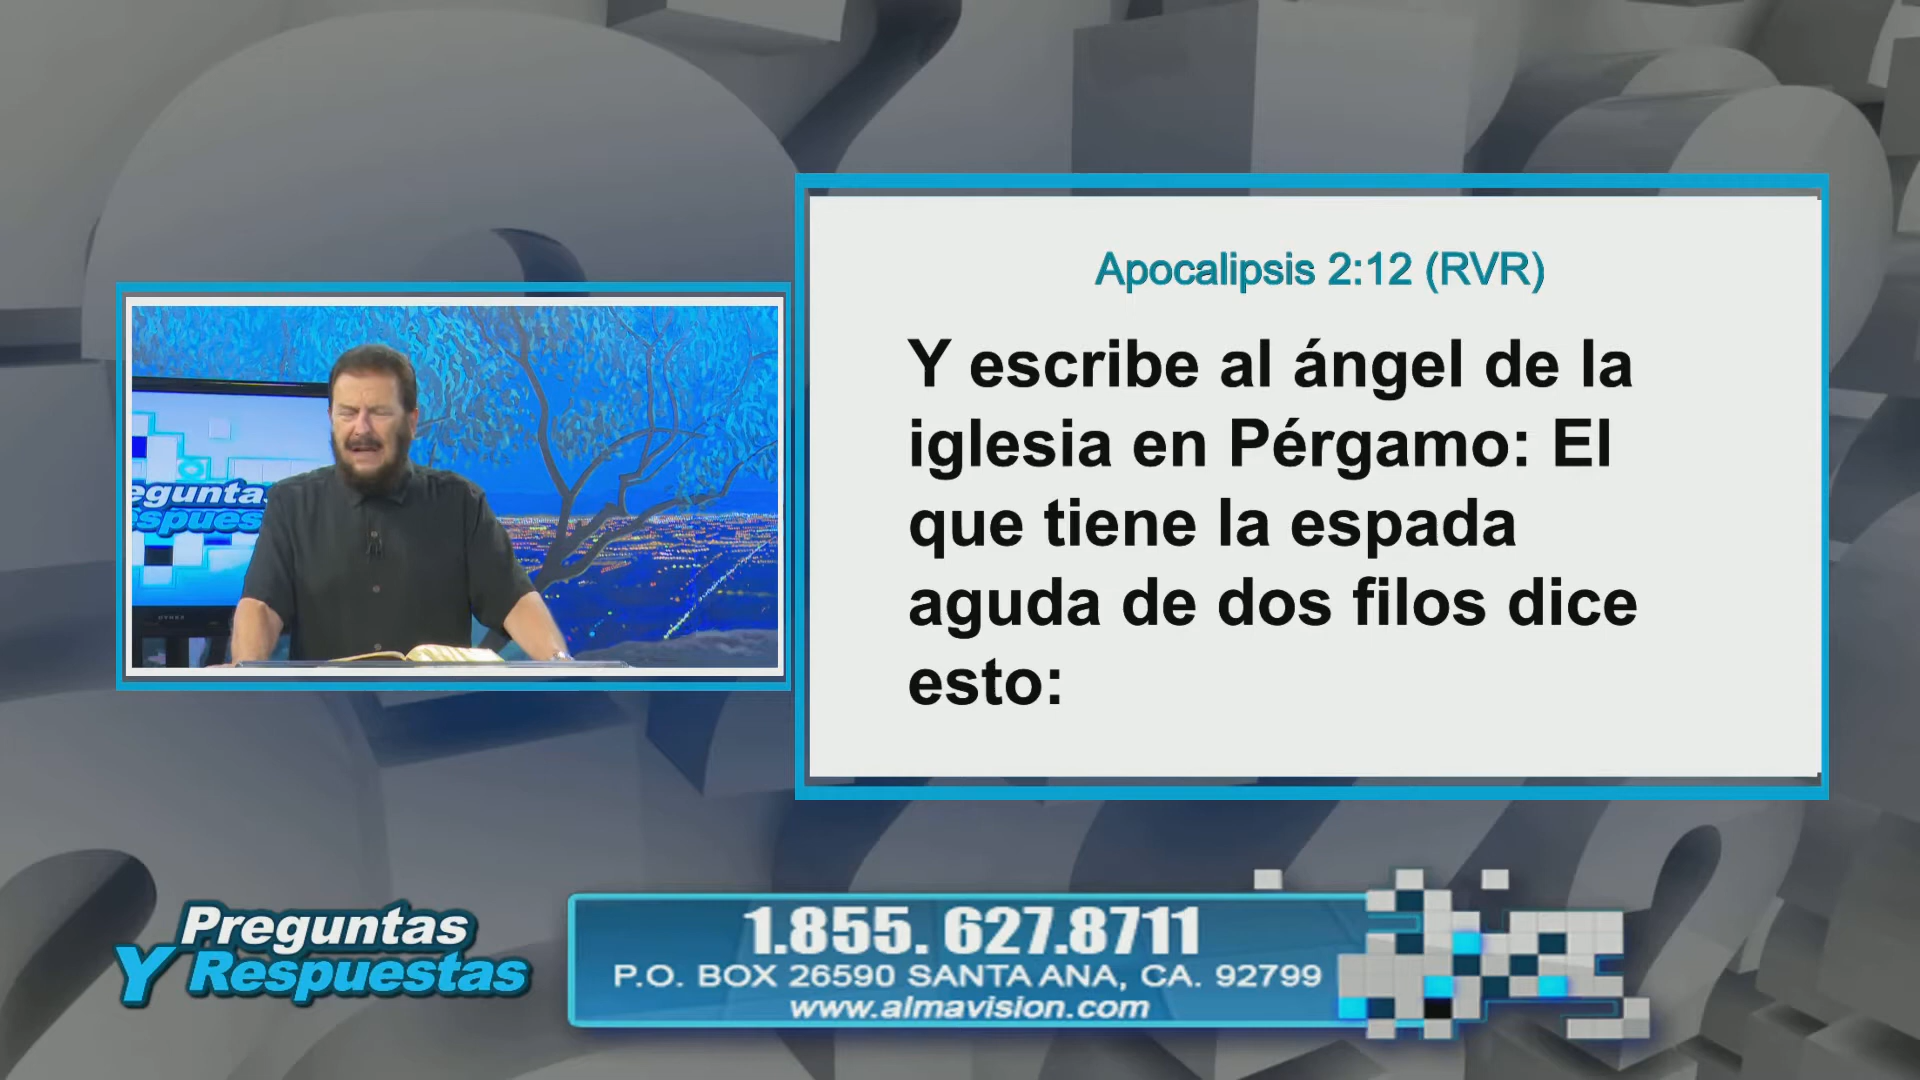 Apocalipsis 2:12 (RVR)
Y escribe al ángel de la
iglesia en Pérgamo: El
que tiene la espada
aguda de dos filos dice
esto:
eguntas
espues
Preguntas
Y Respuestas
1.855. 627.8711
P.O. BOX 26590 SANTA ANA, CA. 92799
www.almavision.com